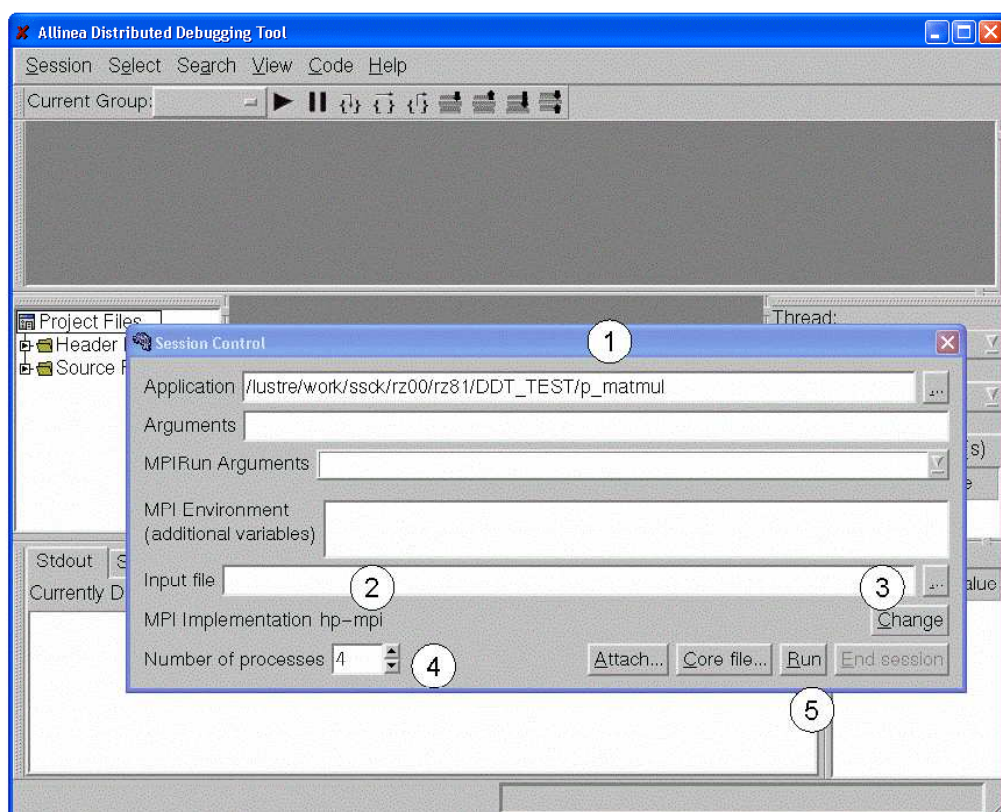 Allinea Distributed Debugging Tool
Session Select Search View Code Help
Current Group:
Project Files
Header
Source F
Thread:
Session Control
1
Application /lustre/work/ssck/rz00/rz81/DDT_TEST/p_matmul ...
Arguments
MPIRun Arguments
(s)
MPI Environment
(additional variables)
Stdout S
Input file ...
Currently D
alue
2
3
MPI Implementation hp-mpi
Change
Number of processes 4
4
Attach... Core file... Run End session
5